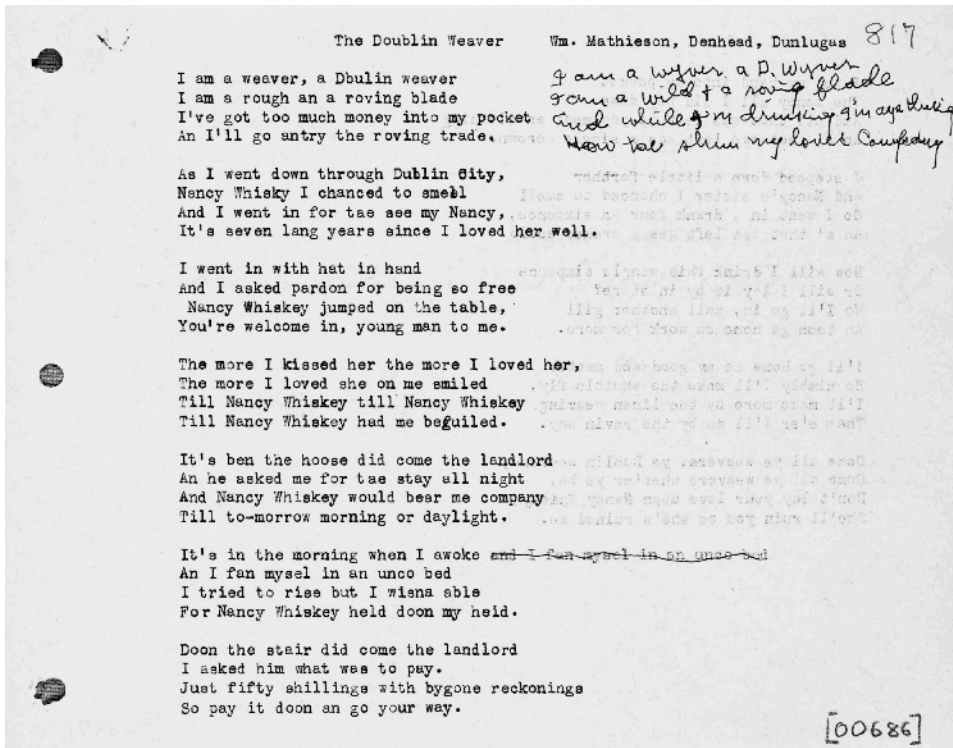 The Doublin Weaver Wm. Mathieson, Denhead, Dunlugas 817
I am a wyver a D. Wyver
I am a wild & a roving blade
And while I'm drinking I'm aye thinking
How tae shun my love's Company
I am a weaver, a Dbulin weaver
I am a rough an a roving blade
I've got too much money into my pocket
An I'll go antry the roving trade.
As I went down through Dublin City,
Nancy Whisky I chanced to smell
And I went in for tae see my Nancy,
It's seven lang years since I loved her well.
I went in with hat in hand
And I asked pardon for being so free
Nancy Whiskey jumped on the table,
You're welcome in, young man to me.
The more I kissed her the more I loved her,
The more I loved she on me smiled
Till Nancy Whiskey till Nancy Whiskey
Till Nancy Whiskey had me beguiled.
It's ben the hoose did come the landlord
An he asked me for tae stay all night
And Nancy Whiskey would bear me company
Till to-morrow morning or daylight.
It's in the morning when I awoke and I fan mysel in an unco bed
An I fan mysel in an unco bed
I tried to rise but I wisna able
For Nancy Whiskey held doon my heid.
Doon the stair did come the landlord
I asked him what was to pay.
Just fifty shillings with bygone reckonings
So pay it doon an go your way.
[00686]